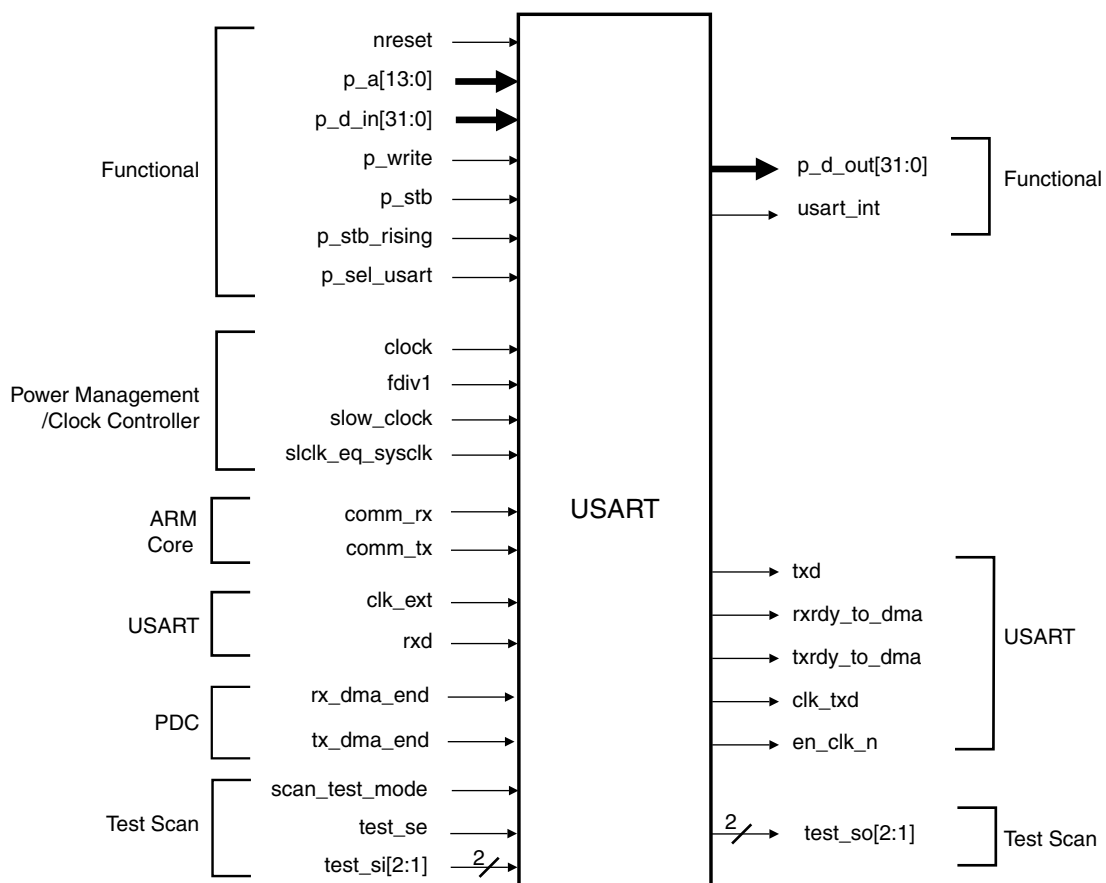 Functional
nreset
p_a[13:0]
p_d_in[31:0]
p_write
p_stb
p_stb_rising
p_sel_usart
Power Management
/Clock Controller
clock
fdiv1
slow_clock
slclk_eq_sysclk
ARM
Core
comm_rx
comm_tx
USART
clk_ext
rxd
PDC
rx_dma_end
tx_dma_end
Test Scan
scan_test_mode
test_se
test_si[2:1]
2
USART
p_d_out[31:0]
usart_int
Functional
txd
rxrdy_to_dma
txrdy_to_dma
clk_txd
en_clk_n
USART
2
test_so[2:1]
Test Scan